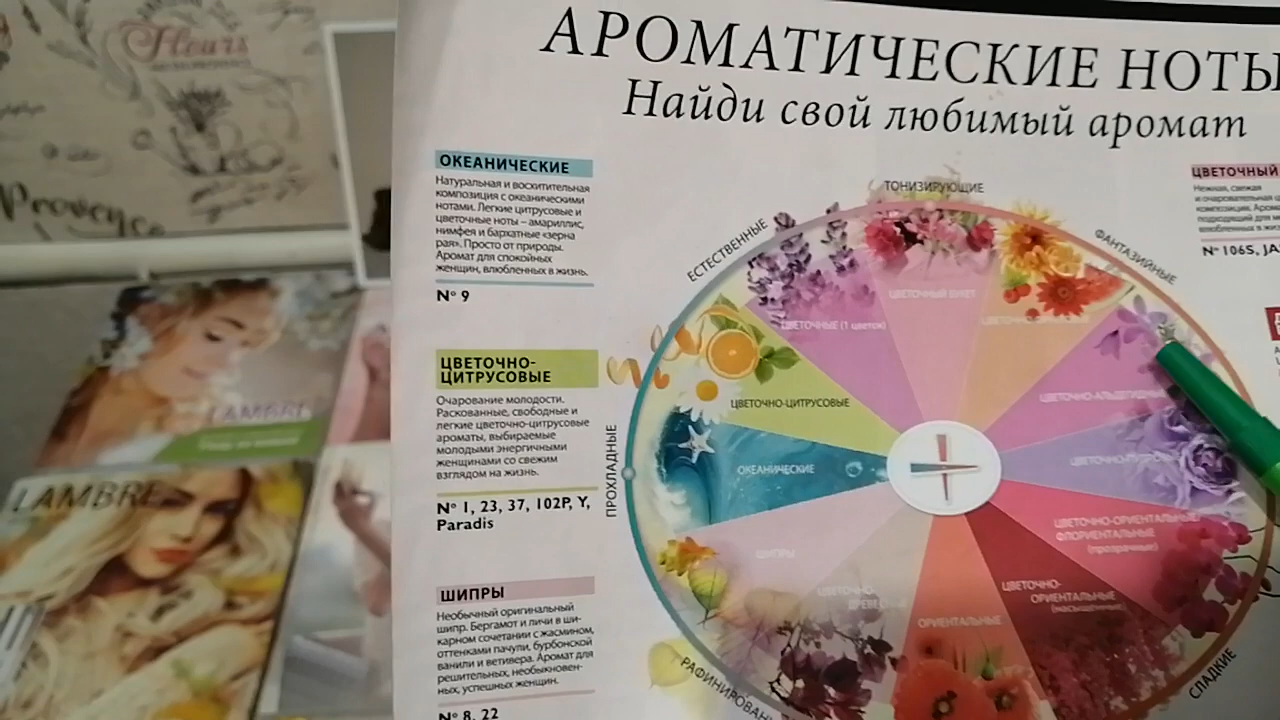 Fleurs
Provence
LAMBRE
LAMBRE
АРОМАТИЧЕСКИЕ НОТЫ
Найди свой любимый аромат
ОКЕАНИЧЕСКИЕ
Натуральная и восхитительная
композиция с океаническими
нотами. Легкие цитрусовые и
цветочные ноты – амариллис,
нимфея и бархатные «зерна
рая». Просто от природы.
Аромат для спокойных
женщин, влюбленных в жизнь.
№ 9
ЦВЕТОЧНО-
ЦИТРУСОВЫЕ
Очарование молодости.
Раскованные, свободные и
легкие цветочно-цитрусовые
ароматы, выбираемые
молодыми энергичными
женщинами со свежим
взглядом на жизнь.
№ 1, 23, 37, 102P, Y,
Paradis
ШИПРЫ
Необычный оригинальный
шипр. Бергамот и личи в ши-
карном сочетании с жасмином,
оттенками пачули, бурбонской
ванили и ветивера. Аромат для
решительных, необыкновен-
ных, успешных женщин.
№ 8, 22
ТОНИЗИРУЮЩИЕ
ЕСТЕСТВЕННЫЕ
ФАНТАЗИЙНЫЕ
ПРОХЛАДНЫЕ
РАФИНИРОВАН
СЛАДКИЕ
ЦВЕТОЧНЫЙ БУКЕТ
ЦВЕТОЧНЫЕ (1 цветок)
ЦВЕТОЧНО-ЦИТРУСОВЫЕ
ОКЕАНИЧЕСКИЕ
ШИПРЫ
ЦВЕТОЧНО-
ОРИЕНТАЛЬНЫЕ
ЦВЕТОЧНО-
ОРИЕНТАЛЬНЫЕ
(насыщенные)
ЦВЕТОЧНО-ОРИЕНТАЛЬНЫЕ
ФЛОРИЕНТАЛЬНЫЕ
(прозрачные)
ЦВЕТОЧНО-АЛЬДЕГИДНЫЕ
ЦВЕТОЧНЫЙ
Нежная, свежая
и очаровательная
композиция.
№ 106S, JA